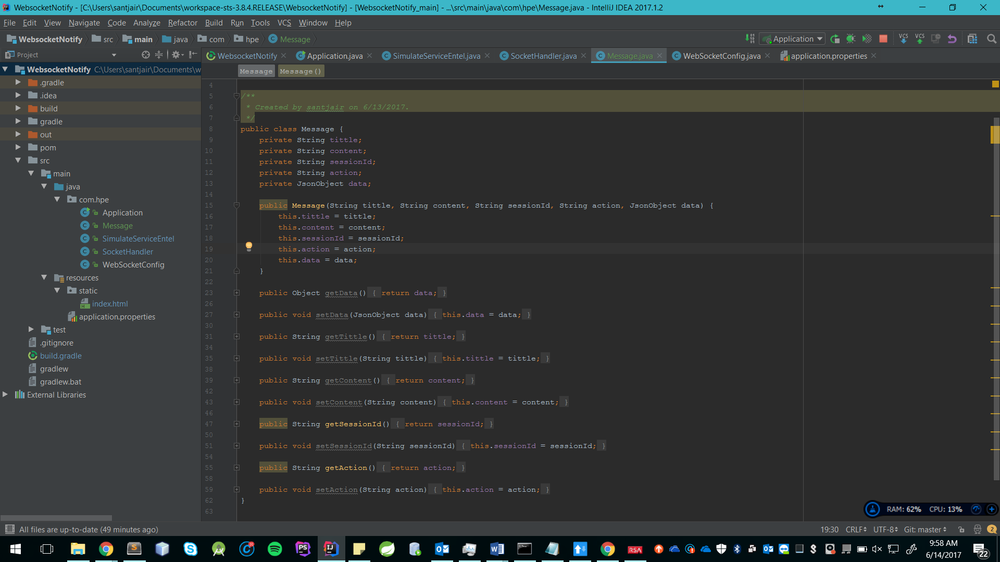 WebsocketNotify - [C:\Users\santjair\Documents\workspace-sts-3.8.4.RELEASE\WebsocketNotify] - [WebsocketNotify_main] - ...\src\main\java\com\hpe\Message.java - IntelliJ IDEA 2017.1.2
File Edit View Navigate Code Analyze Refactor Build Run Tools VCS Window Help
WebsocketNotify src main java com hpe Message Application VCS VCS
Project
WebsocketNotify Application.java SimulateServiceEntel.java SocketHandler.java Message.java WebSocketConfig.java application.properties
WebsocketNotify C:\Users\santjair\Documents\w
.gradle
.idea
build
gradle
out
pom
src
main
java
com.hpe
Application
Message
SimulateServiceEntel
SocketHandler
WebSocketConfig
resources
static
index.html
application.properties
test
.gitignore
build.gradle
gradlew
gradlew.bat
External Libraries
Message Message()
4
5 /**
6 * Created by santjair on 6/13/2017.
7 */
8 public class Message {
9 private String tittle;
10 private String content;
11 private String sessionId;
12 private String action;
13 private JsonObject data;
14
15 public Message(String tittle, String content, String sessionId, String action, JsonObject data) {
16 this.tittle = tittle;
17 this.content = content;
18 this.sessionId = sessionId;
19 this.action = action;
20 this.data = data;
21 }
22
23 public Object getData() { return data; }
26
27 public void setData(JsonObject data) { this.data = data; }
30
31 public String getTittle() { return tittle; }
34
35 public void setTittle(String tittle) { this.tittle = tittle; }
38
39 public String getContent() { return content; }
42
43 public void setContent(String content) { this.content = content; }
46
47 public String getSessionId() { return sessionId; }
50
51 public void setSessionId(String sessionId) { this.sessionId = sessionId; }
54
55 public String getAction() { return action; }
58
59 public void setAction(String action) { this.action = action; }
62 }
63
RAM: 62% CPU: 13%
All files are up-to-date (49 minutes ago) 19:30 CRLF UTF-8 Git: master 2
PS IJ RSA
9:58 AM
6/14/2017
22